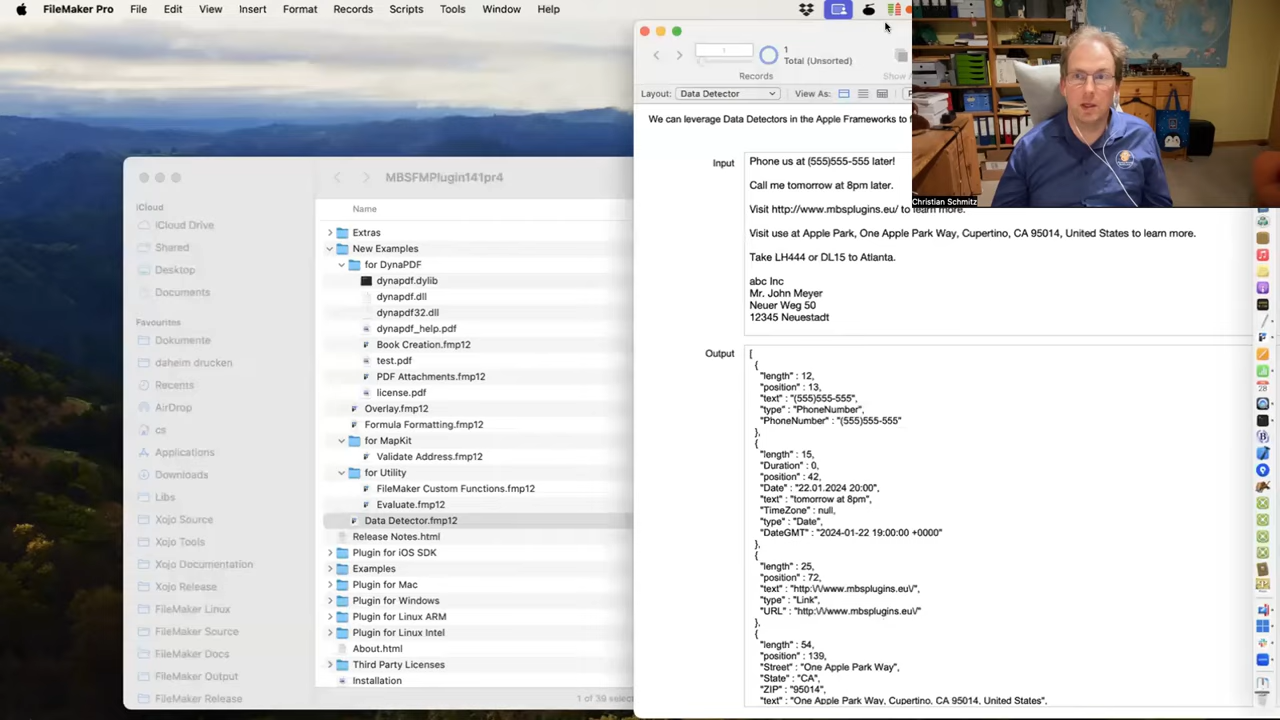 FileMaker Pro File Edit View Insert Format Records Scripts Tools Window Help
MBSFMPlugin141pr4
iCloud
iCloud Drive
Shared
Desktop
Documents
Favourites
Dokumente
daheim drucken
Recents
AirDrop
cs
Applications
Downloads
Libs
Xojo Source
Xojo Tools
Xojo Documentation
Xojo Release
FileMaker Linux
FileMaker Source
FileMaker Docs
FileMaker Output
FileMaker Release
Name
Extras
New Examples
for DynaPDF
dynapdf.dylib
dynapdf.dll
dynapdf32.dll
dynapdf_help.pdf
Book Creation.fmp12
test.pdf
PDF Attachments.fmp12
license.pdf
Overlay.fmp12
Formula Formatting.fmp12
for MapKit
Validate Address.fmp12
for Utility
FileMaker Custom Functions.fmp12
Evaluate.fmp12
Data Detector.fmp12
Release Notes.html
Plugin for iOS SDK
Examples
Plugin for Mac
Plugin for Windows
Plugin for Linux ARM
Plugin for Linux Intel
About.html
Third Party Licenses
Installation
1 of 39 selec
1
1
Total (Unsorted)
Records
Show
Layout: Data Detector View As:
We can leverage Data Detectors in the Apple Frameworks to f
Input
Phone us at (555)555-555 later!
Call me tomorrow at 8pm later.
Visit http://www.mbsplugins.eu/ to learn more.
Visit use at Apple Park, One Apple Park Way, Cupertino, CA 95014, United States to learn more.
Take LH444 or DL15 to Atlanta.
abc Inc
Mr. John Meyer
Neuer Weg 50
12345 Neuestadt
Output
[
{
"length" : 12,
"position" : 13,
"text" : "(555)555-555",
"type" : "PhoneNumber",
"PhoneNumber" : "(555)555-555"
},
{
"length" : 15,
"Duration" : 0,
"position" : 42,
"Date" : "22.01.2024 20:00",
"text" : "tomorrow at 8pm",
"TimeZone" : null,
"type" : "Date",
"DateGMT" : "2024-01-22 19:00:00 +0000"
},
{
"length" : 25,
"position" : 72,
"text" : "http:\/\/www.mbsplugins.eu\/",
"type" : "Link",
"URL" : "http:\/\/www.mbsplugins.eu\/"
},
{
"length" : 54,
"position" : 139,
"Street" : "One Apple Park Way",
"State" : "CA",
"ZIP" : "95014",
"text" : "One Apple Park Way, Cupertino, CA 95014, United States",
Christian Schmitz
28